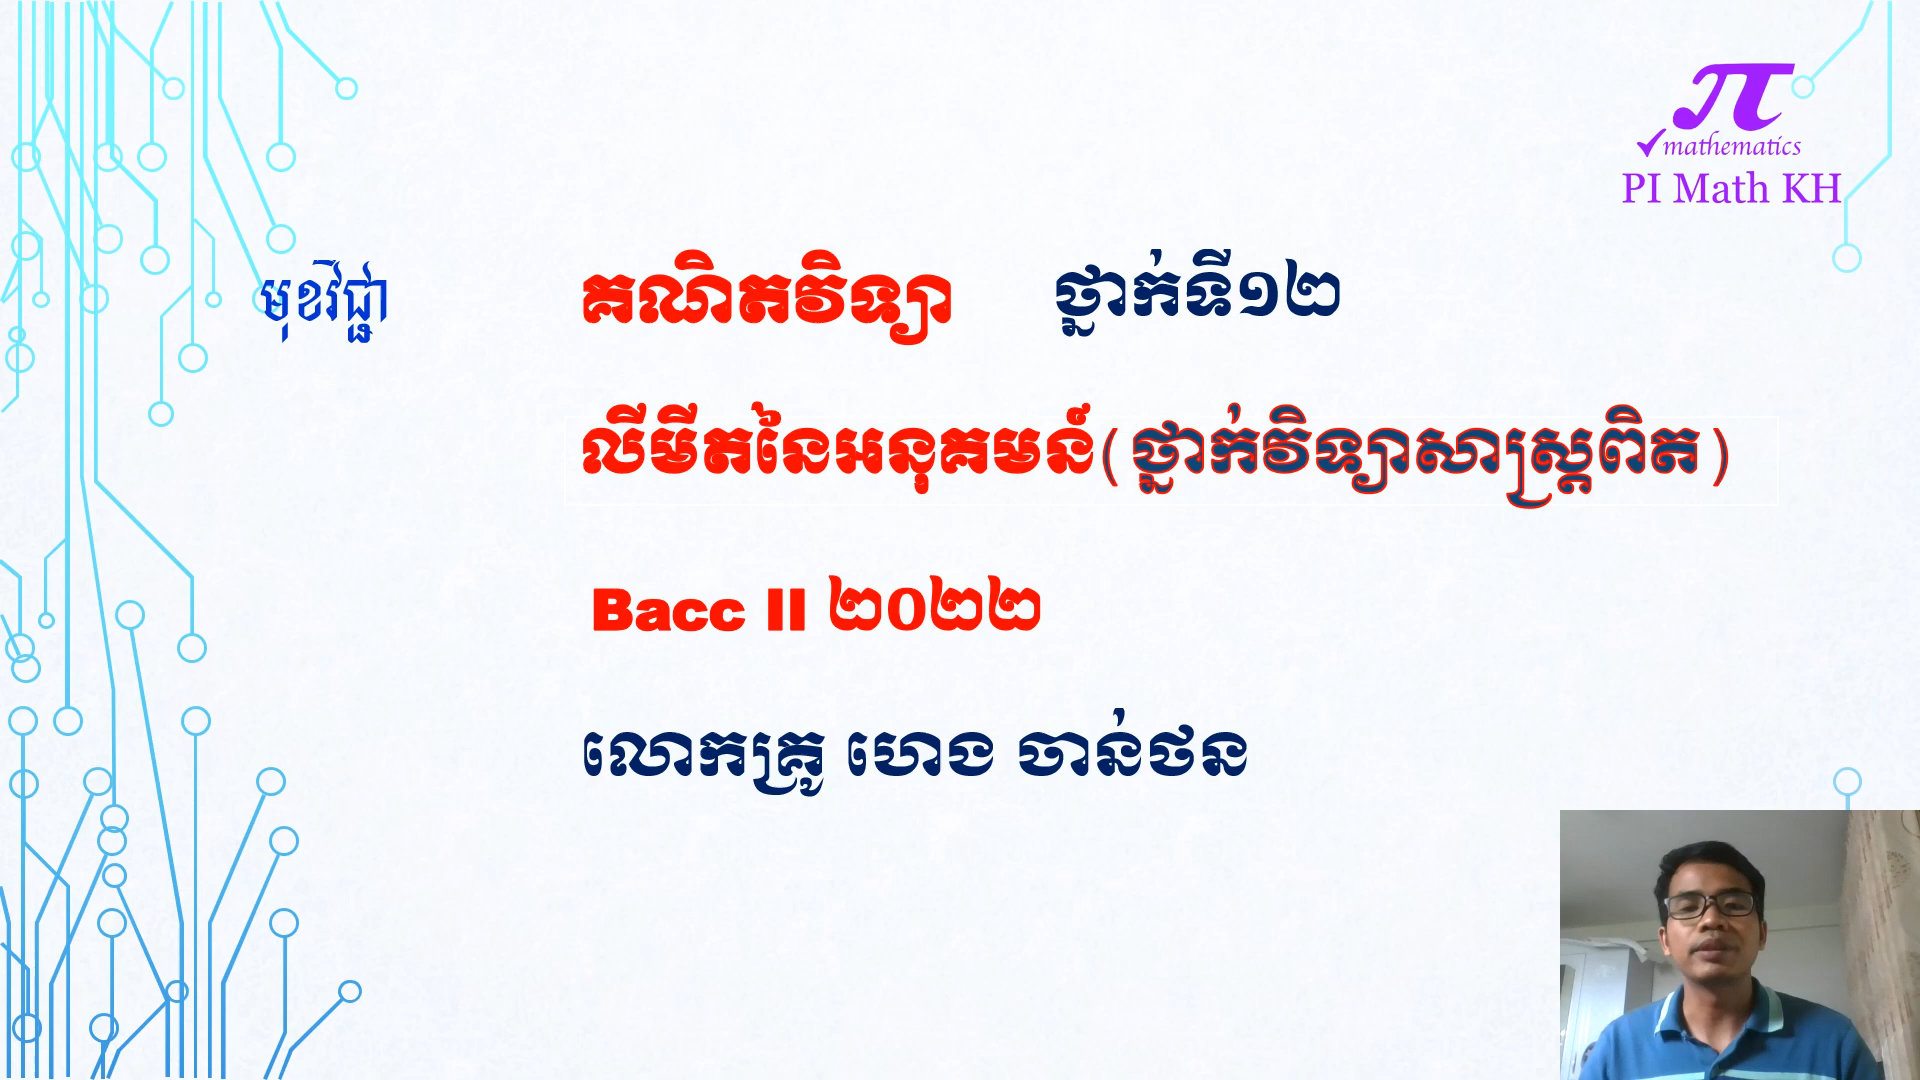 π
mathematics
PI Math KH
មុខវិជ្ជា គណិតវិទ្យា ថ្នាក់ទី១២
លីមីតនៃអនុគមន៍(ថ្នាក់វិទ្យាសាស្ត្រពិត)
Bacc II ២០២២
លោកគ្រូ ហេង ចាន់ថន